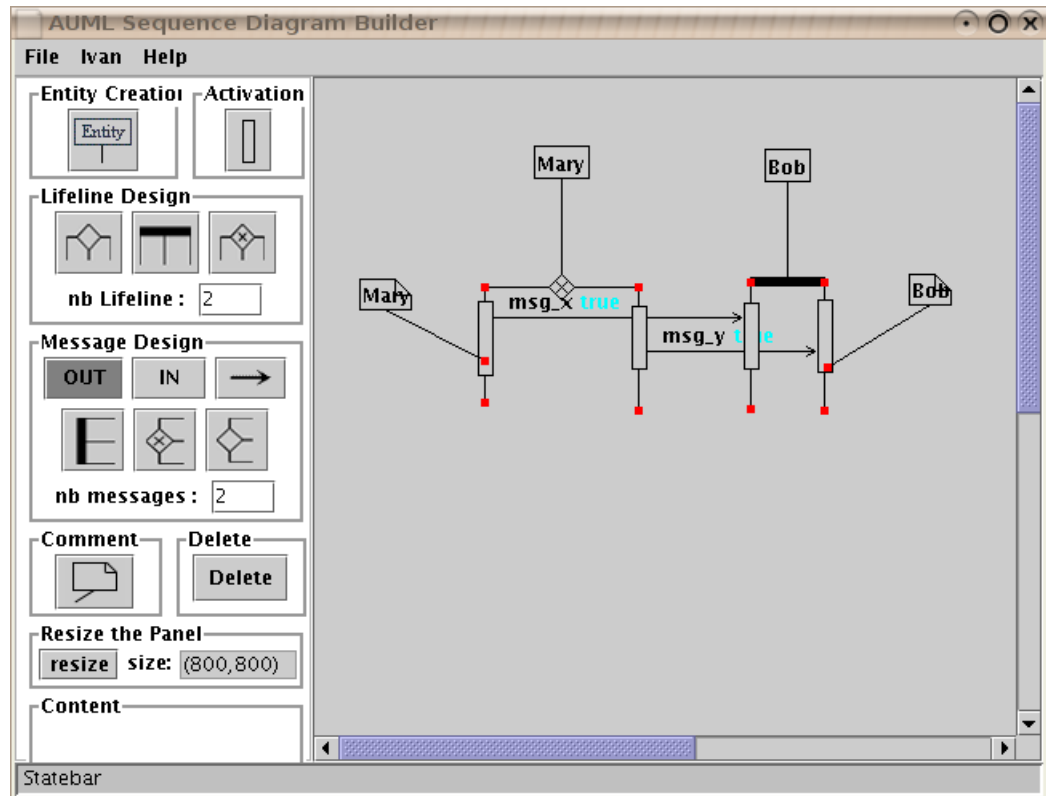 AUML Sequence Diagram Builder
File Ivan Help
Entity Creation Activation
Entity
Lifeline Design
nb Lifeline : 2
Message Design
OUT IN
nb messages : 2
Comment Delete
Delete
Resize the Panel
resize size: (800,800)
Content
Statebar
Mary Bob
Mary Bob
msg_x true
msg_y true